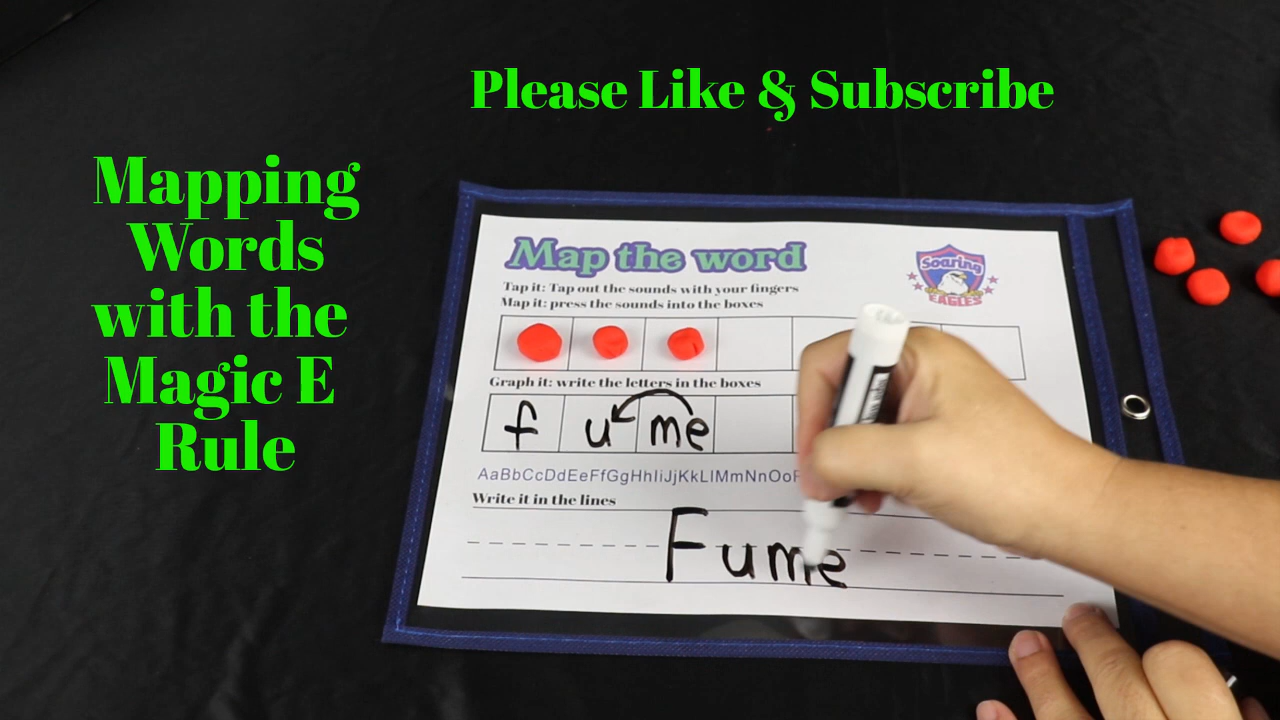 Please Like & Subscribe
Mapping
Words
with the
Magic E
Rule
Map the word
Soaring
EAGLES
Tap it: Tap out the sounds with your fingers
Map it: press the sounds into the boxes
Graph it: write the letters in the boxes
f u me
AaBbCcDdEeFfGgHhIiJjKkLlMmNnOo
Write it in the lines
Fume